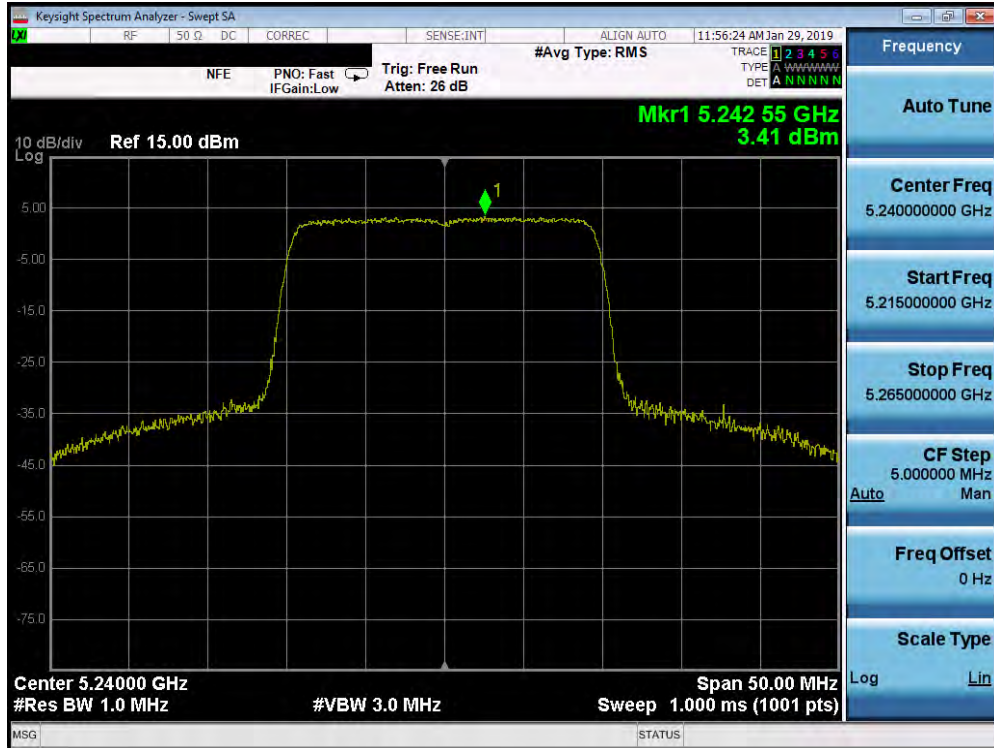 Keysight Spectrum Analyzer - Swept SA
LXI RF 50 Ω DC CORREC SENSE:INT ALIGN AUTO 11:56:24 AM Jan 29, 2019
NFE PNO: Fast Trig: Free Run #Avg Type: RMS TRACE 1 2 3 4 5 6
IFGain:Low Atten: 26 dB TYPE A WWWWW
DET A N N N N N
Mkr1 5.242 55 GHz
3.41 dBm
10 dB/div Ref 15.00 dBm
Log
1
5.00
-5.00
-15.0
-25.0
-35.0
-45.0
-55.0
-65.0
-75.0
Center 5.24000 GHz Span 50.00 MHz
#Res BW 1.0 MHz #VBW 3.0 MHz Sweep 1.000 ms (1001 pts)
MSG STATUS
Frequency
Auto Tune
Center Freq
5.240000000 GHz
Start Freq
5.215000000 GHz
Stop Freq
5.265000000 GHz
CF Step
5.000000 MHz
Auto Man
Freq Offset
0 Hz
Scale Type
Log Lin